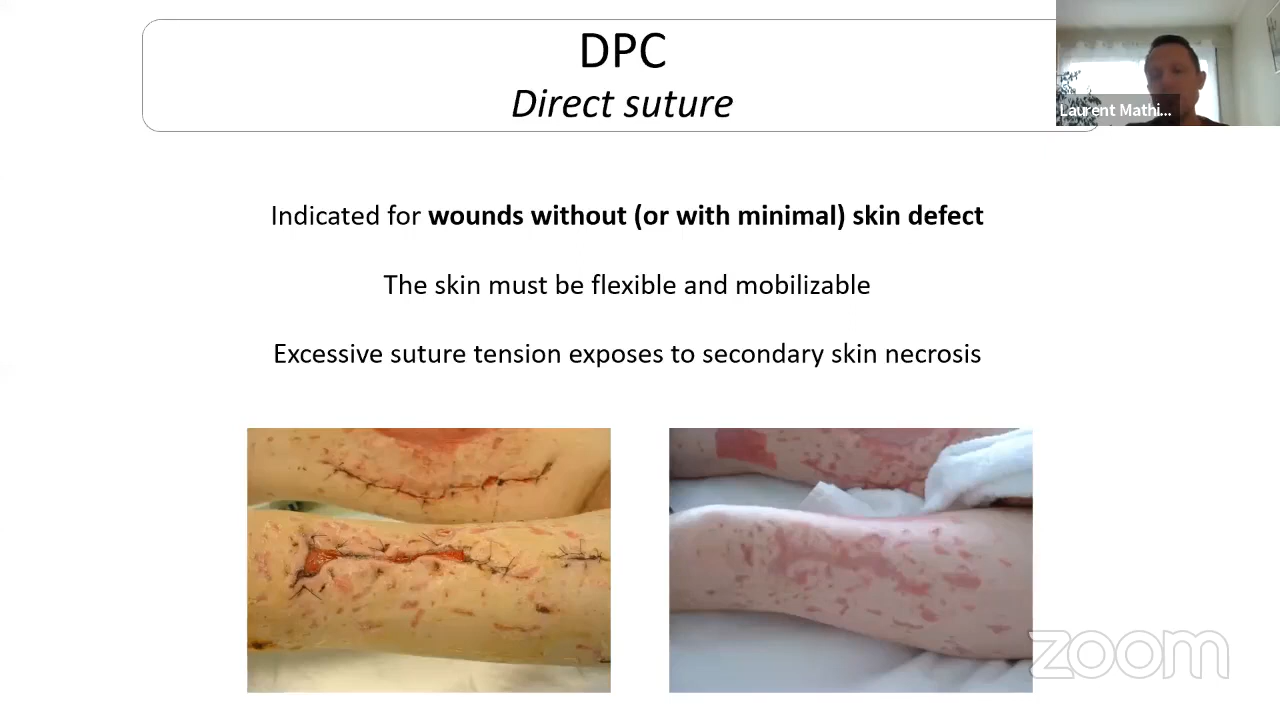 DPC
Direct suture
Laurent Mathi...
Indicated for wounds without (or with minimal) skin defect
The skin must be flexible and mobilizable
Excessive suture tension exposes to secondary skin necrosis
zoom